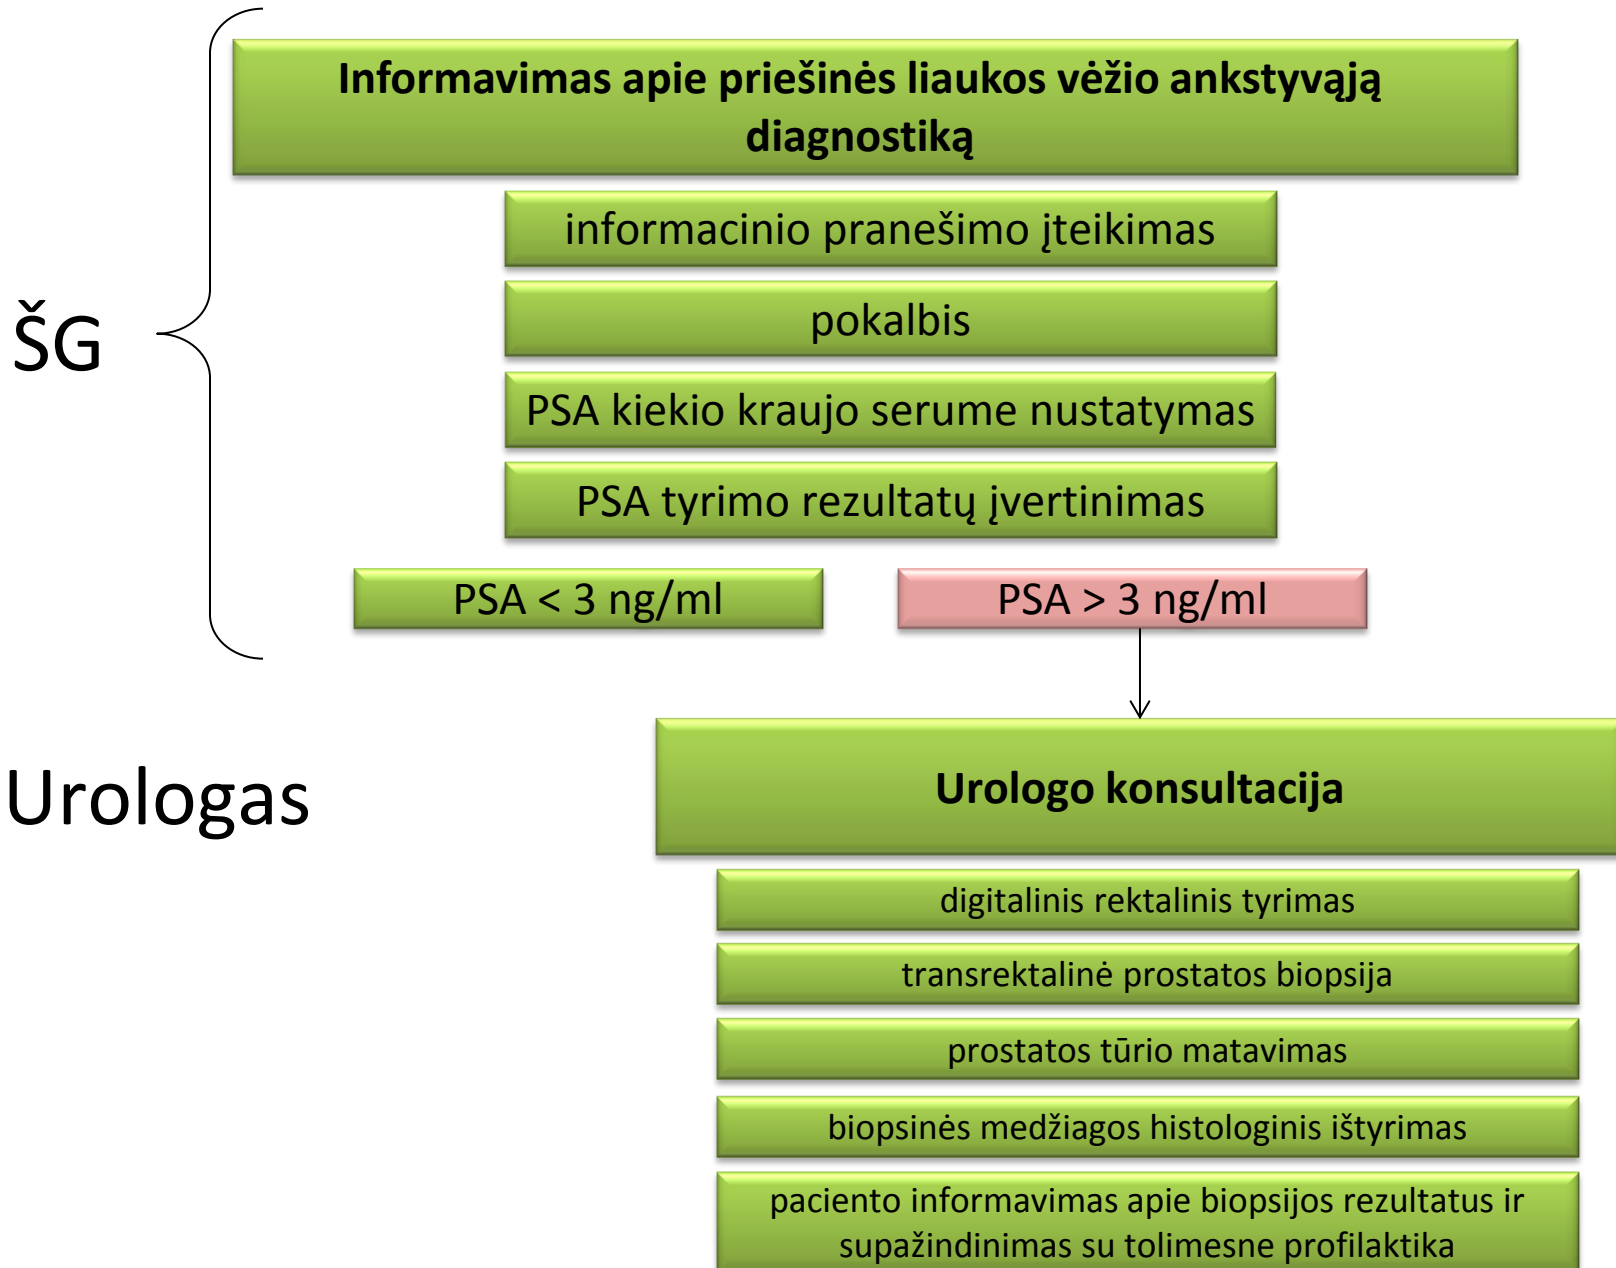 Informavimas apie priešinės liaukos vėžio ankstyvąją
diagnostiką
informacinio pranešimo įteikimas
pokalbis
ŠG
PSA kiekio kraujo serume nustatymas
PSA tyrimo rezultatų įvertinimas
PSA < 3 ng/ml
PSA > 3 ng/ml
Urologas
Urologo konsultacija
digitalinis rektalinis tyrimas
transrektalinė prostatos biopsija
prostatos tūrio matavimas
biopsinės medžiagos histologinis ištyrimas
paciento informavimas apie biopsijos rezultatus ir
supažindinimas su tolimesne profilaktika